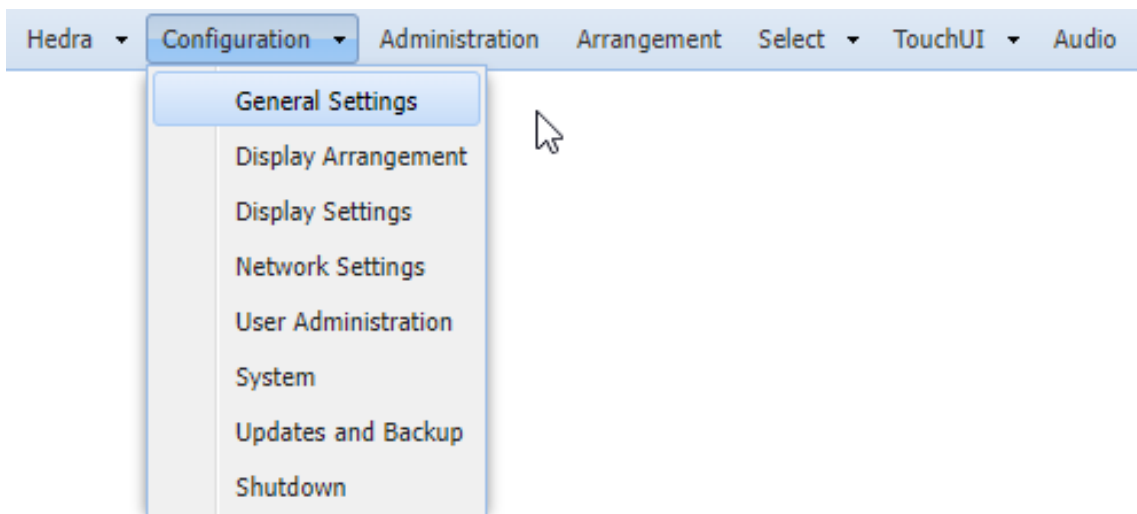 Hedra Configuration Administration Arrangement Select TouchUI Audio
General Settings
Display Arrangement
Display Settings
Network Settings
User Administration
System
Updates and Backup
Shutdown